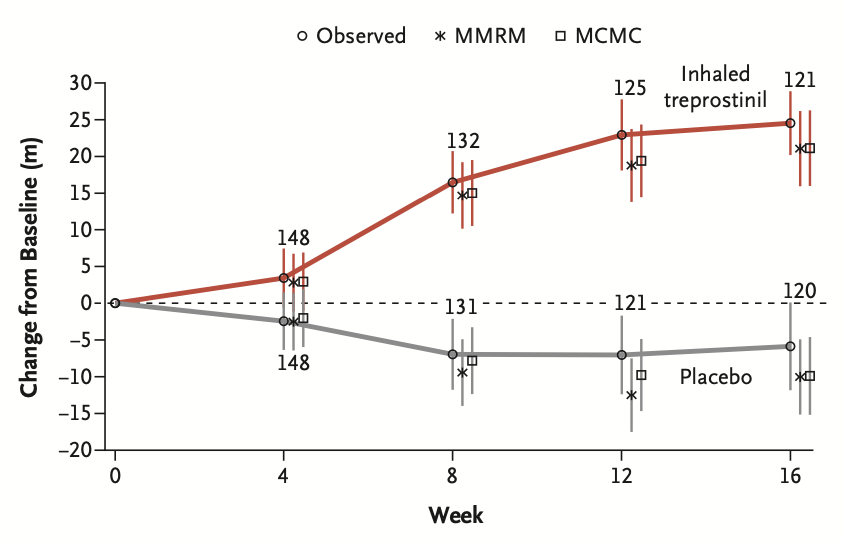 Observed MMRM MCMC
Inhaled
treprostinil
Change from Baseline (m)
30
25
20
15
10
5
0
−5
−10
−15
−20
148
132
125
121
148
131
121
120
Placebo
0 4 8 12 16
Week